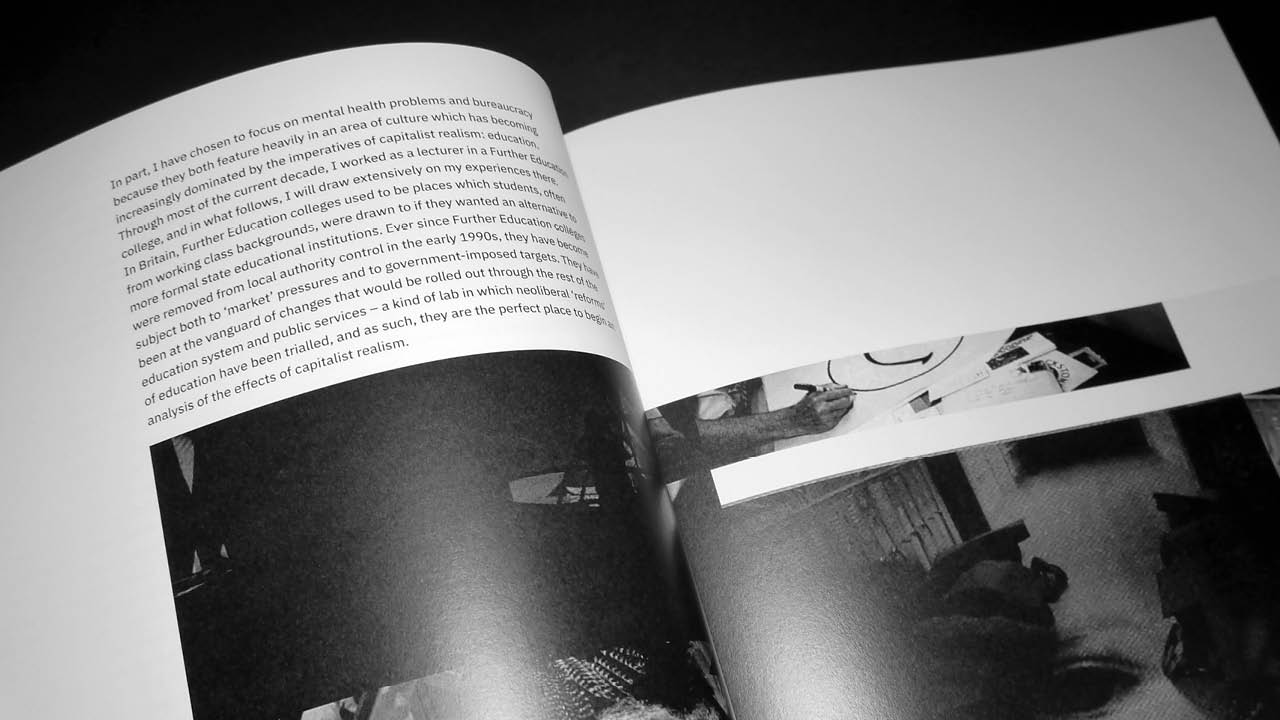 In part, I have chosen to focus on mental health problems and bureaucracy
because they both feature heavily in an area of culture which has becoming
increasingly dominated by the imperatives of capitalist realism: education.
Through most of the current decade, I worked as a lecturer in a Further Education
college, and in what follows, I will draw extensively on my experiences there.
In Britain, Further Education colleges used to be places which students, often
from working class backgrounds, were drawn to if they wanted an alternative to
more formal state educational institutions. Ever since Further Education colleges
were removed from local authority control in the early 1990s, they have become
subject both to ‘market’ pressures and to government-imposed targets. They have
been at the vanguard of changes that would be rolled out through the rest of the
education system and public services – a kind of lab in which neoliberal ‘reforms’
of education have been trialled, and as such, they are the perfect place to begin an
analysis of the effects of capitalist realism.